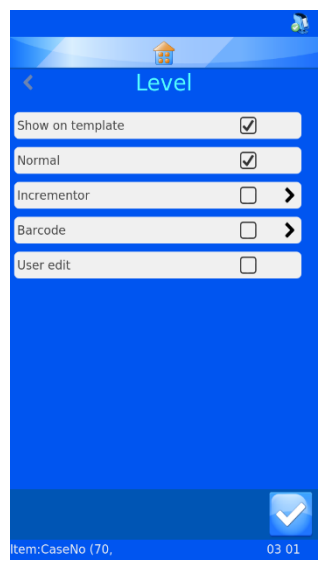 Level
Show on template
Normal
Incrementor
Barcode
User edit
Item:CaseNo (70,
03 01